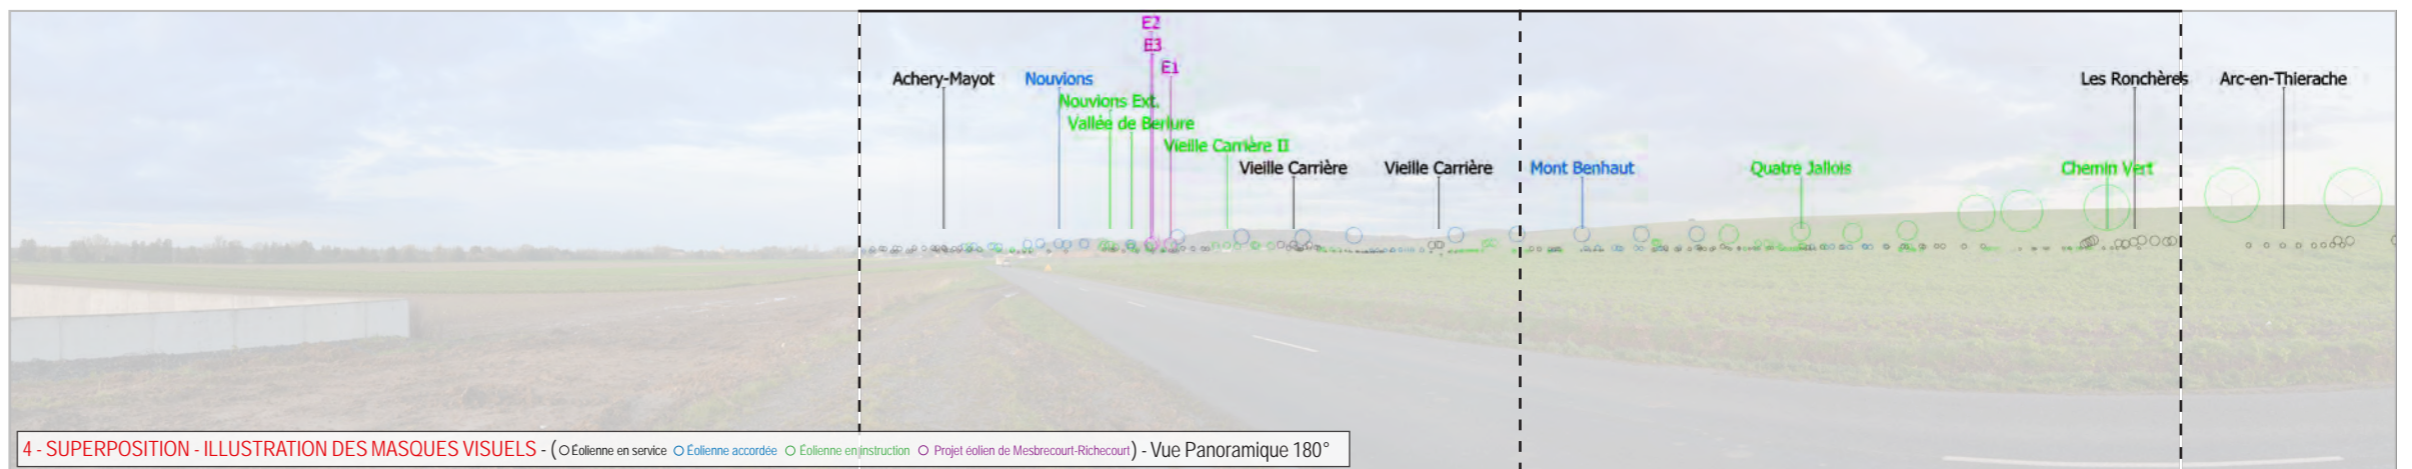 E2
E3
E1
Achery-Mayot
Nouvions
Les Ronchères
Arc-en-Thierache
Nouvions Ext.
Vallée de Berlure
Vieille Carrière II
Vieille Carrière
Vieille Carrière
Mont Benhaut
Quatre Jallois
Chemin Vert
4 - SUPERPOSITION - ILLUSTRATION DES MASQUES VISUELS - (O Éolienne en service O Éolienne accordée O Éolienne en instruction O Projet éolien de Mesbrecourt-Richecourt) - Vue Panoramique 180°